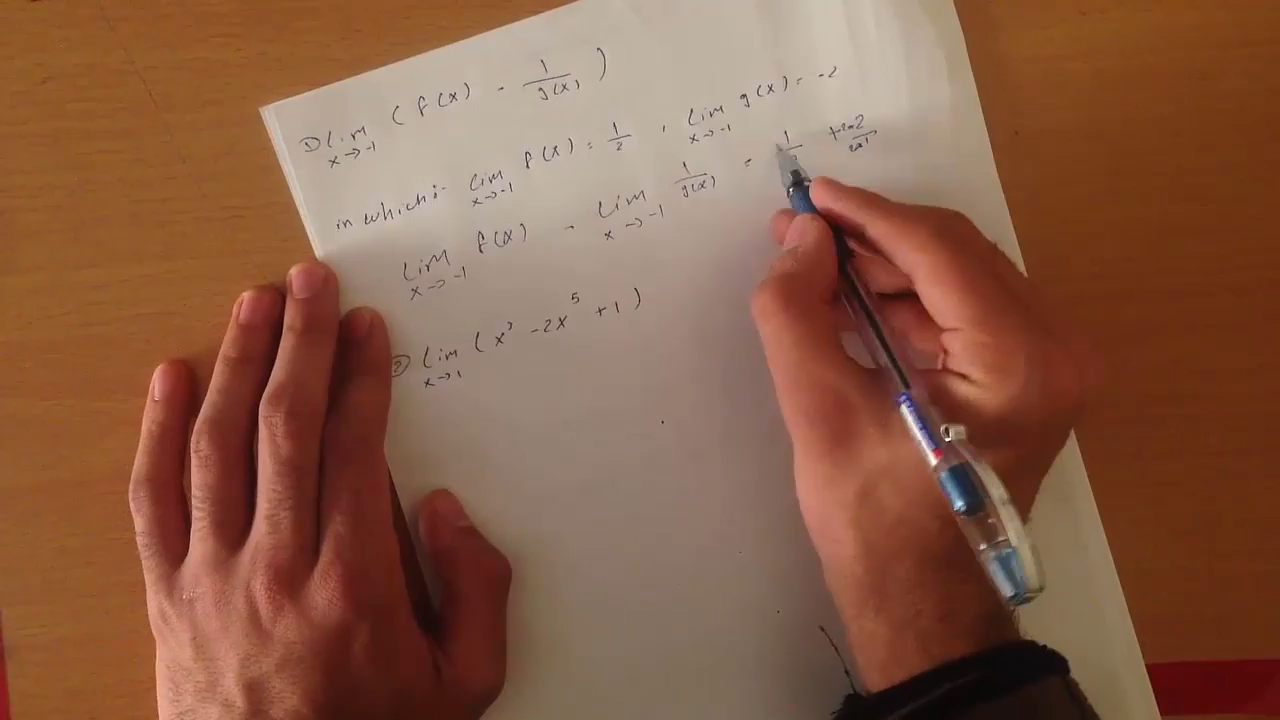 ① lim x→-1 (f(x) - 1/g(x))
in which: lim x→-1 f(x) = 1/2 , lim x→-1 g(x) = -2
lim x→-1 f(x) - lim x→-1 1/g(x) = 1/
② lim x→1 (x³ - 2x⁵ + 1)